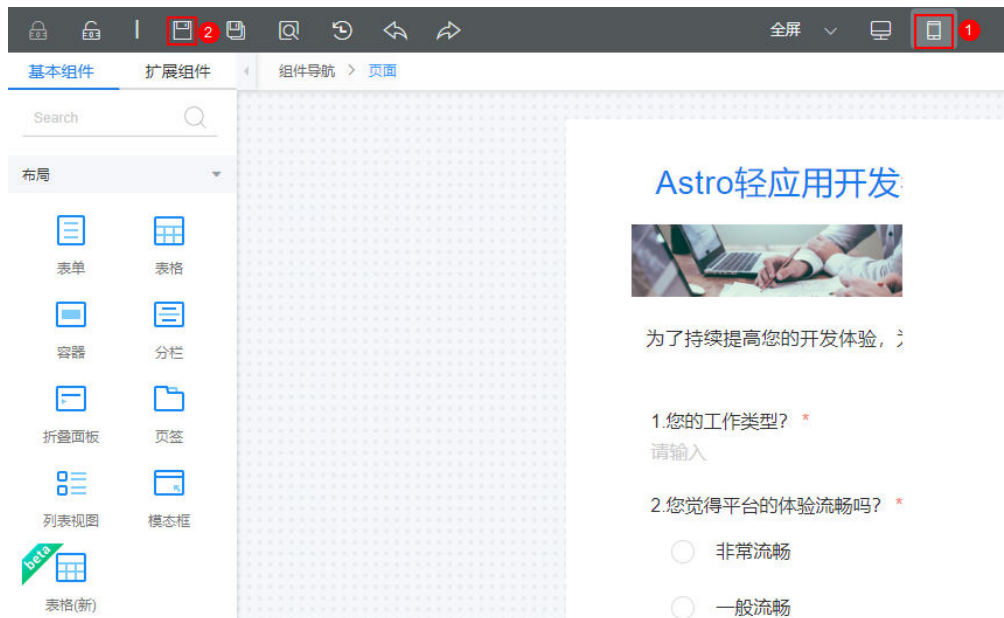 2
全屏
1
基本组件 扩展组件
组件导航 > 页面
Search
布局
表单 表格
容器 分栏
折叠面板 页签
列表视图 模态框
beta
表格(新)
Astro轻应用开发
为了持续提高您的开发体验,
1.您的工作类型? *
请输入
2.您觉得平台的体验流畅吗? *
非常流畅
一般流畅